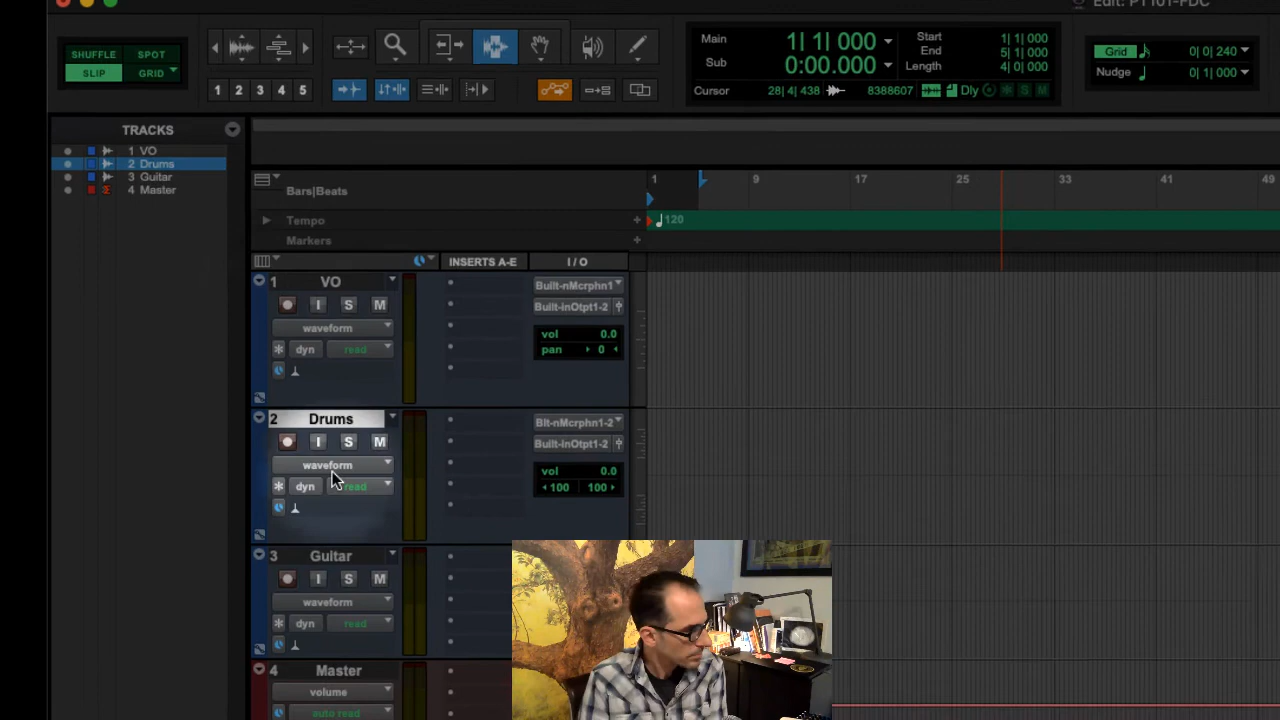 Edit: PT101-FDC
SHUFFLE SPOT
SLIP GRID
1 2 3 4 5
Main 1| 1| 000
Sub 0:00.000
Start 1| 1| 000
End 5| 1| 000
Length 4| 0| 000
Cursor 28| 4| 438 8388607 Dly S M
Grid 0| 0| 240
Nudge 0| 1| 000
TRACKS
1 VO
2 Drums
3 Guitar
4 Master
Bars|Beats 1 9 17 25 33 41 49
Tempo + 120
Markers +
INSERTS A-E I / O
1 VO
I S M Built-nMcrphn1
waveform Built-inOtpt1-2
dyn read vol 0.0
pan 0
2 Drums
I S M Blt-nMcrphn1-2
waveform Built-inOtpt1-2
dyn read vol 0.0
100 100
3 Guitar
I S M
waveform
dyn read
4 Master
volume
auto read